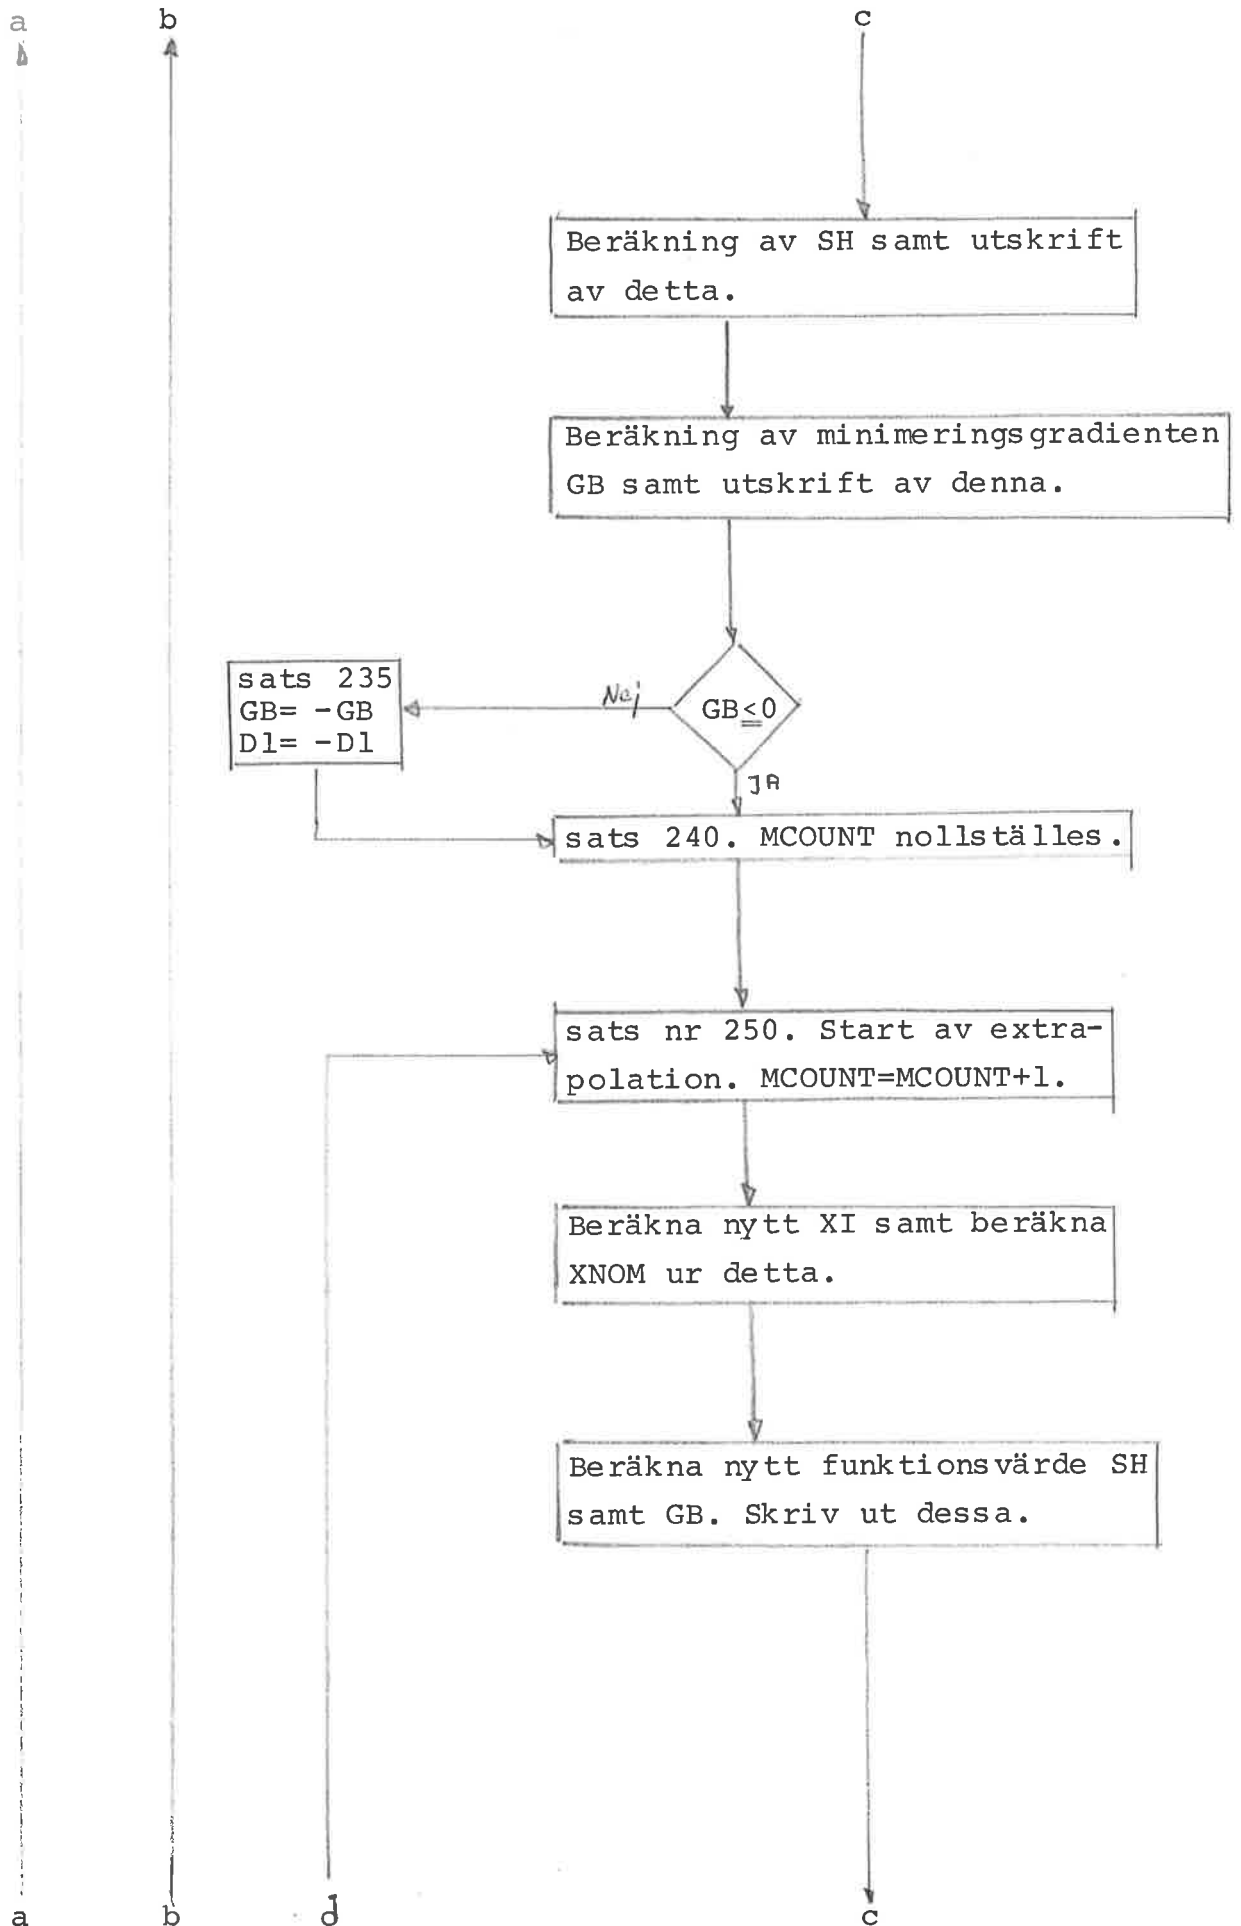 a
b
c
Beräkning av SH samt utskrift
av detta.
Beräkning av minimeringsgradienten
GB samt utskrift av denna.
sats 235
GB= -GB
D1= -D1
Nej
GB≤0
JA
sats 240. MCOUNT nollställes.
sats nr 250. Start av extra-
polation. MCOUNT=MCOUNT+1.
Beräkna nytt XI samt beräkna
XNOM ur detta.
Beräkna nytt funktionsvärde SH
samt GB. Skriv ut dessa.
a
b
d
c